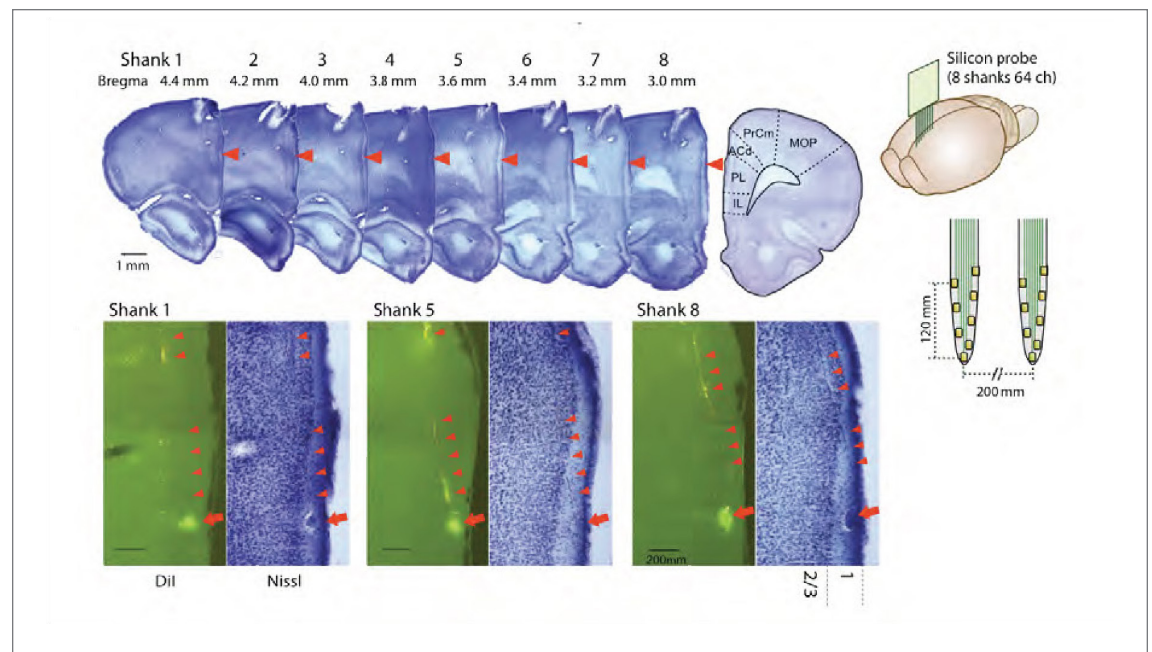 Shank 1 2 3 4 5 6 7 8
Bregma 4.4 mm 4.2 mm 4.0 mm 3.8 mm 3.6 mm 3.4 mm 3.2 mm 3.0 mm
Silicon probe
(8 shanks 64 ch)
PrCm
MOP
ACd
PL
IL
1 mm
120 mm
200 mm
Shank 1
Shank 5
Shank 8
200mm
DiI
Nissl
2/3
1